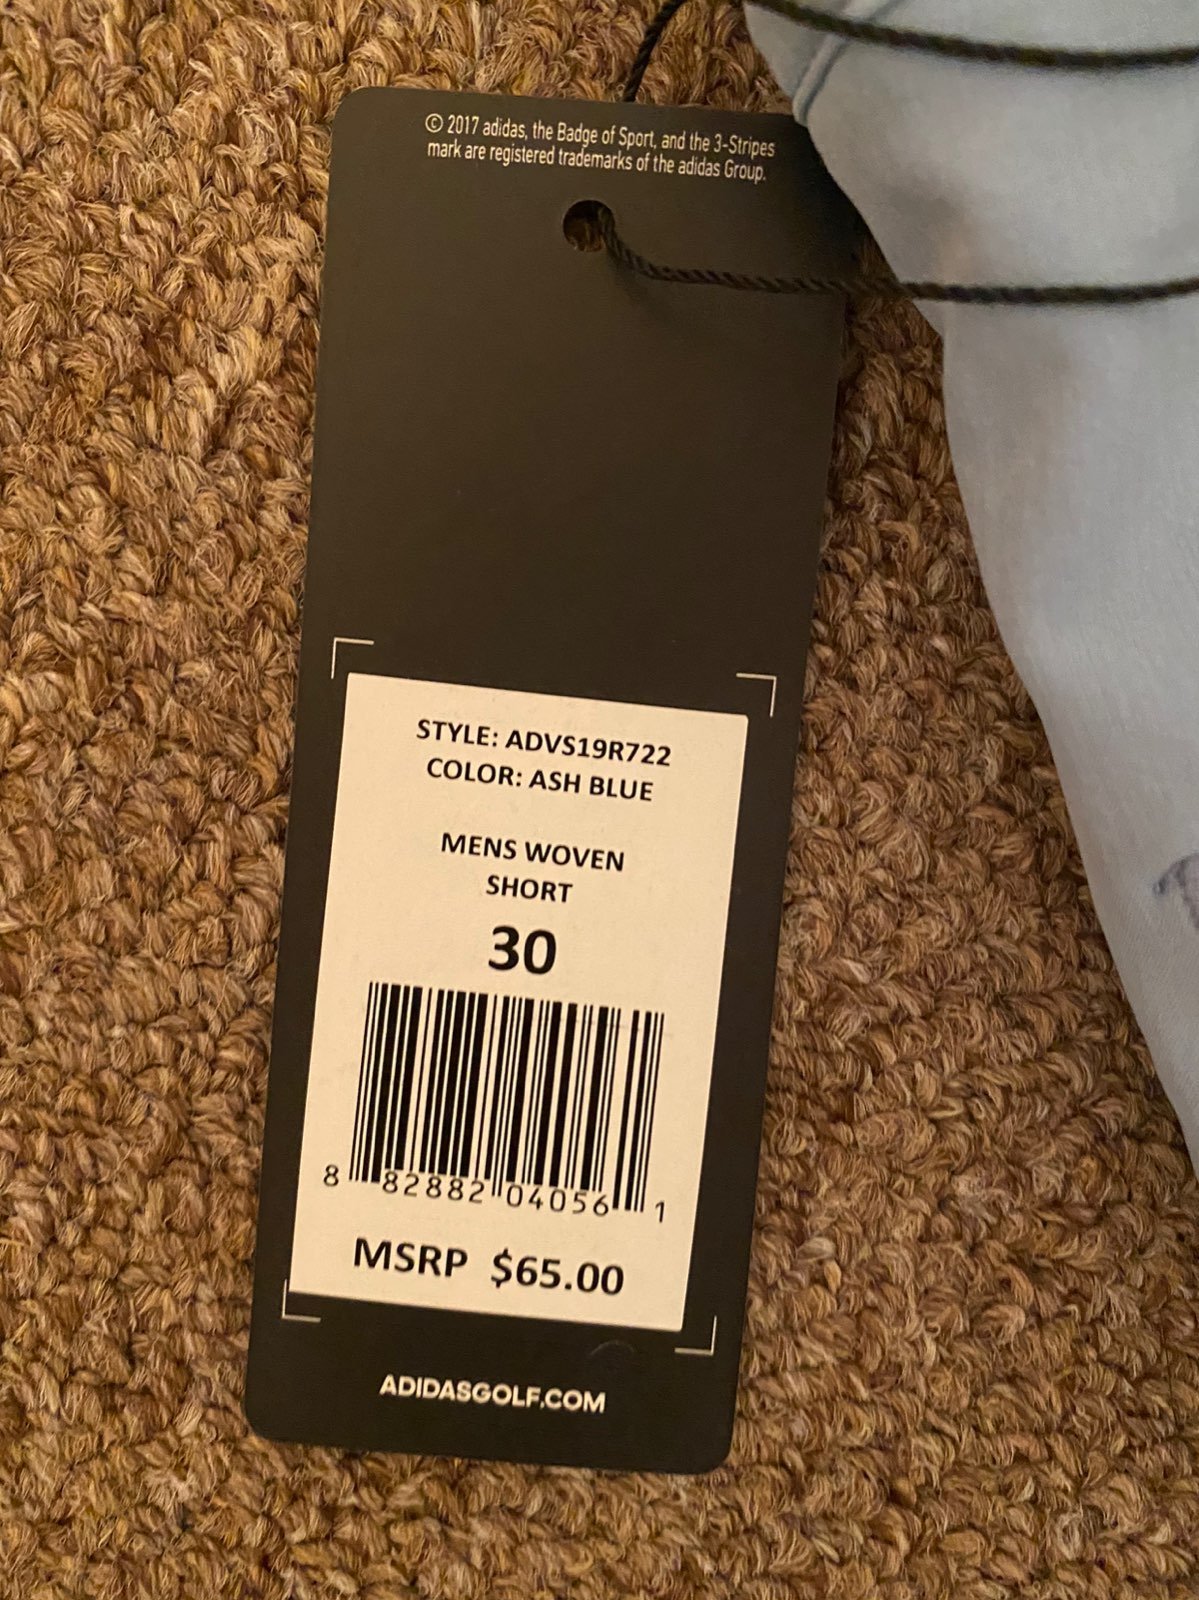 © 2017 adidas, the Badge of Sport, and the 3-Stripes
mark are registered trademarks of the adidas Group.
STYLE: ADVS19R722
COLOR: ASH BLUE
MENS WOVEN
SHORT
30
8 82882 04056 1
MSRP $65.00
ADIDASGOLF.COM